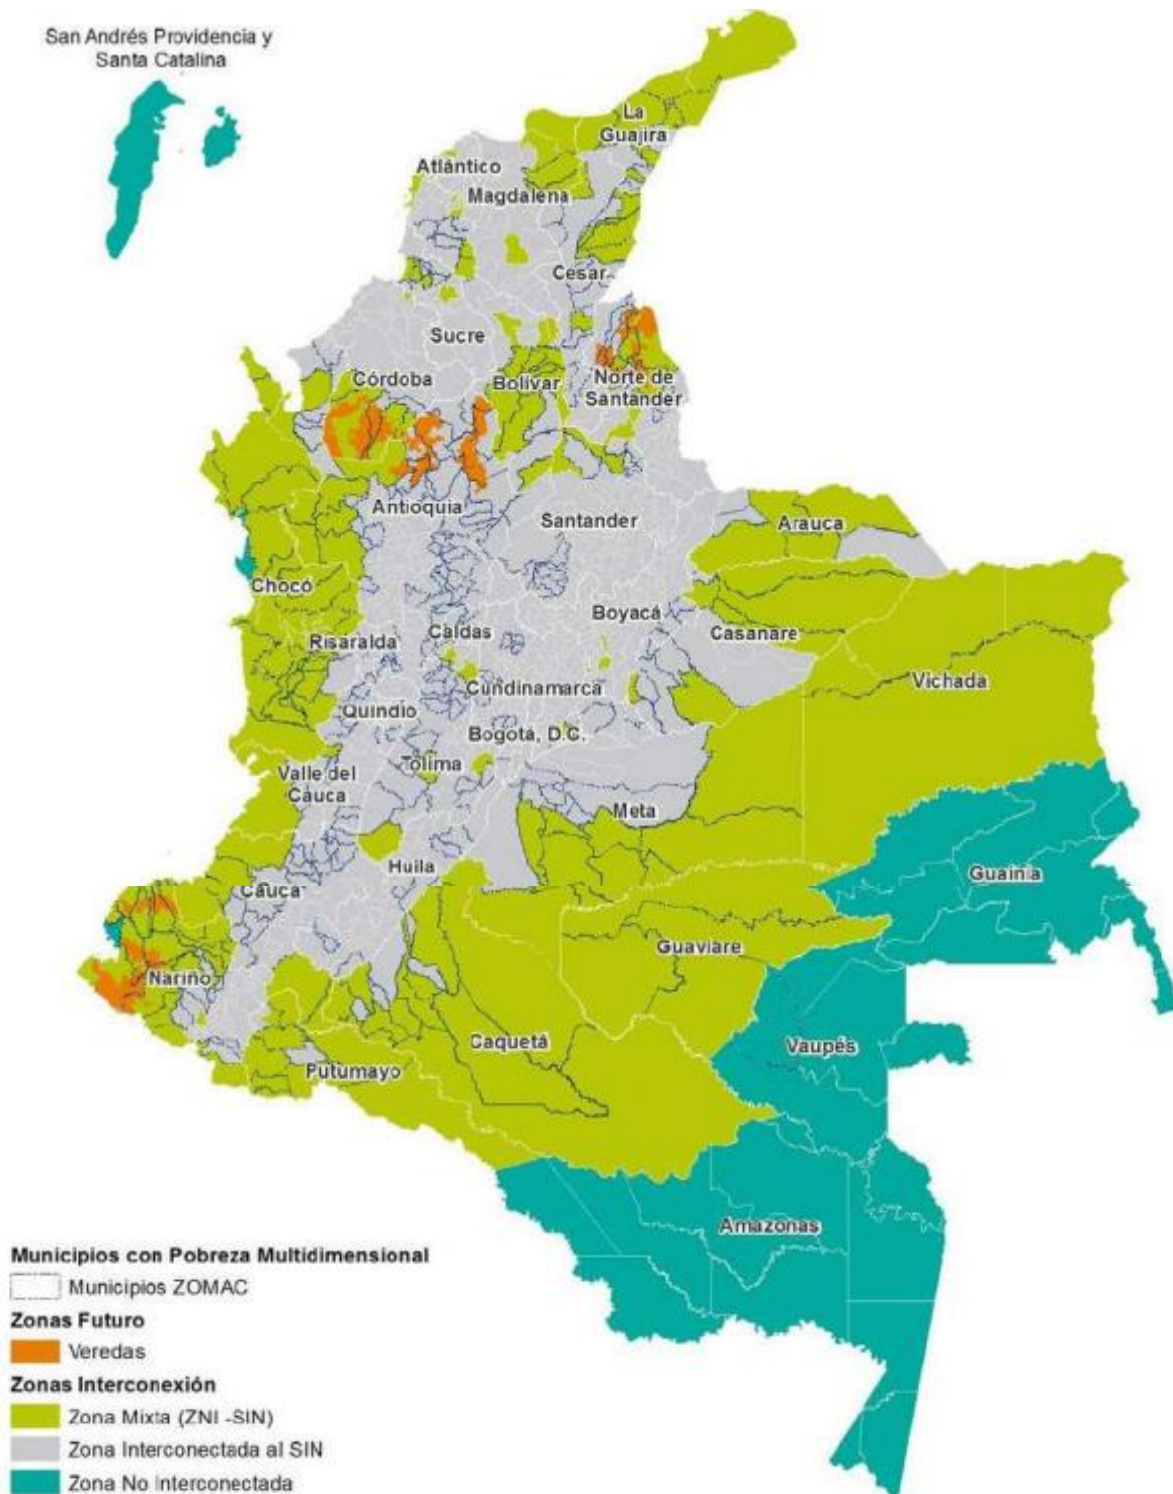 San Andrés Providencia y
Santa Catalina
La
Guajira
Atlántico
Magdalena
Cesar
Sucre
Córdoba
Bolívar
Norte de
Santander
Antioquia
Santander
Arauca
Chocó
Boyacá
Risaralda
Caldas
Casanare
Vichada
Cundinamarca
Quindío
Bogotá, D.C.
Tolima
Valle del
Cauca
Meta
Huila
Guainía
Cauca
Guaviare
Nariño
Caquetá
Vaupés
Putumayo
Amazonas
Municipios con Pobreza Multidimensional
Municipios ZOMAC
Zonas Futuro
Veredas
Zonas Interconexión
Zona Mixta (ZNI -SIN)
Zona Interconectada al SIN
Zona No Interconectada